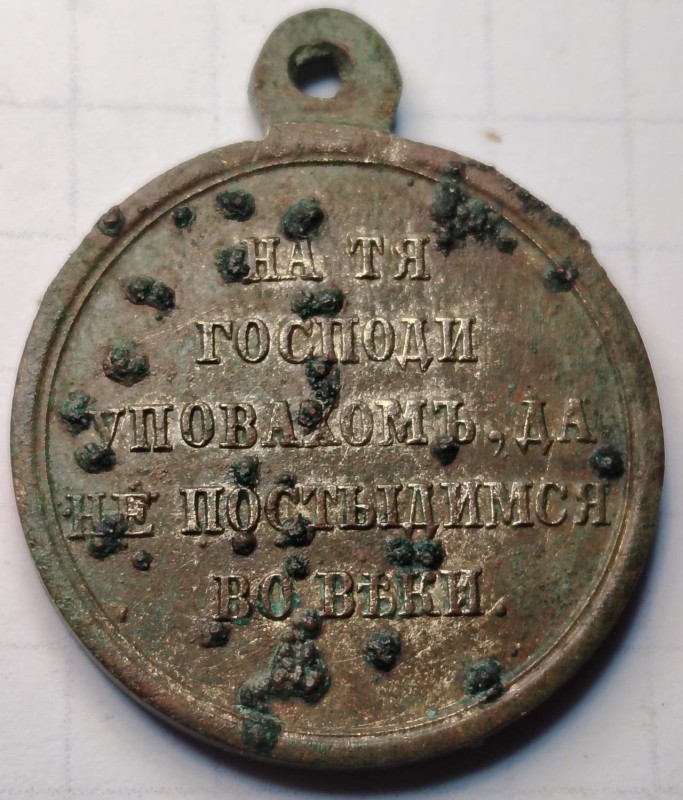 НА ТЯ
ГОСПОДИ
УПОВАХОМЪ, ДА
НЕ ПОСТЫДИМСЯ
ВО ВѢКИ.